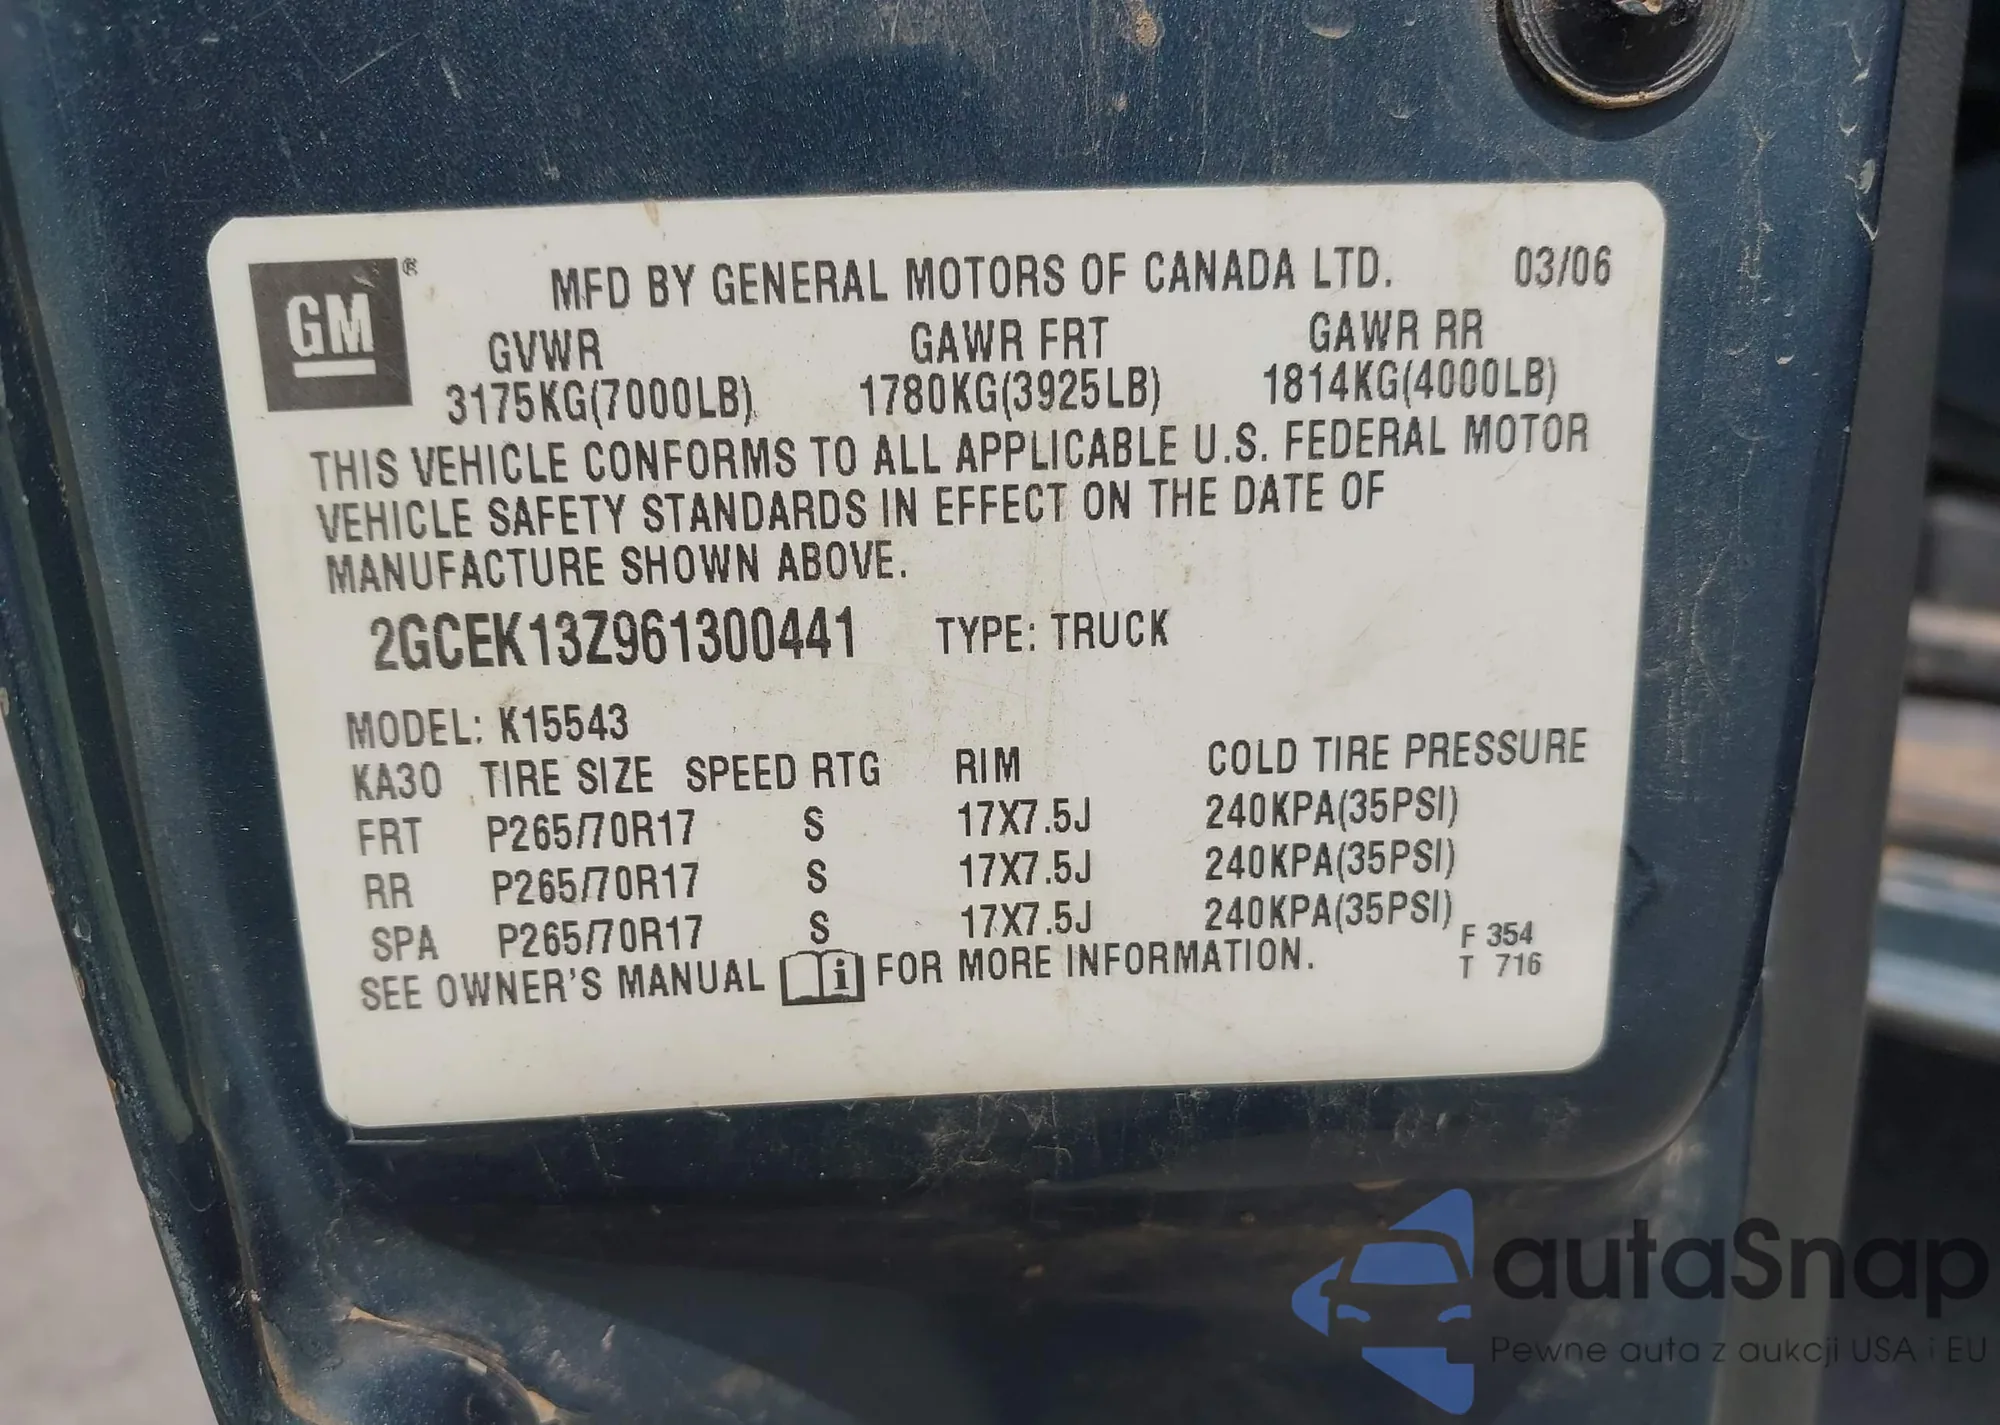 GM®
MFD BY GENERAL MOTORS OF CANADA LTD. 03/06
GVWR GAWR FRT GAWR RR
3175KG(7000LB) 1780KG(3925LB) 1814KG(4000LB)
THIS VEHICLE CONFORMS TO ALL APPLICABLE U.S. FEDERAL MOTOR
VEHICLE SAFETY STANDARDS IN EFFECT ON THE DATE OF
MANUFACTURE SHOWN ABOVE.
2GCEK13Z961300441 TYPE: TRUCK
MODEL: K15543
KA30 TIRE SIZE SPEED RTG RIM COLD TIRE PRESSURE
FRT P265/70R17 S 17X7.5J 240KPA(35PSI)
RR P265/70R17 S 17X7.5J 240KPA(35PSI)
SPA P265/70R17 S 17X7.5J 240KPA(35PSI)
SEE OWNER'S MANUAL i FOR MORE INFORMATION.
F 354
T 716
autaSnap
Pewne auta z aukcji USA i EU